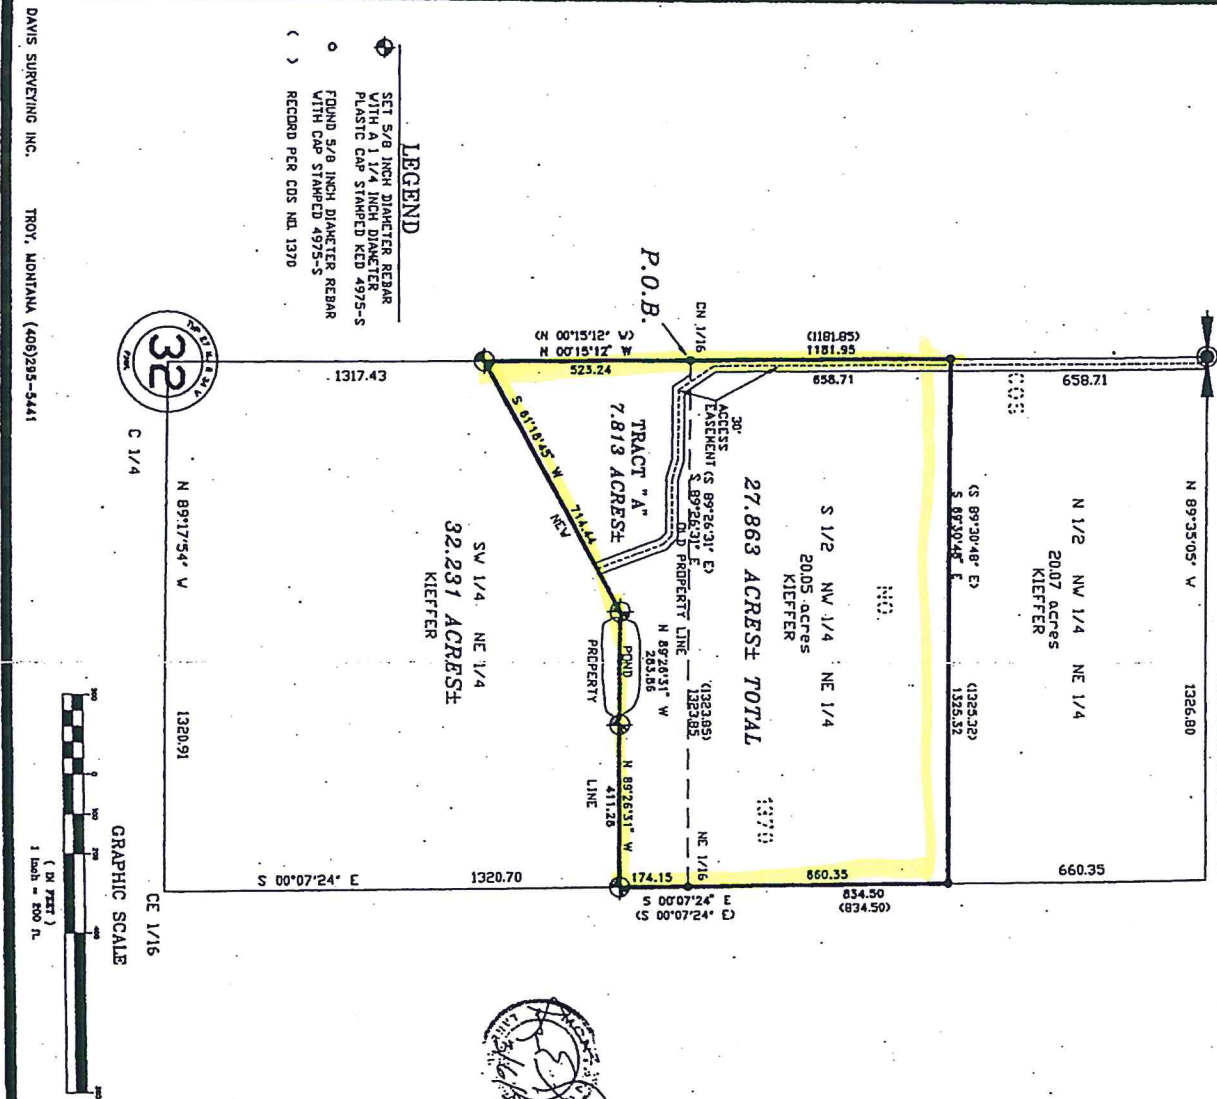 DAVIS SURVEYING INC. TROY, MONTANA (406)295-5441
LEGEND
SET 5/8 INCH DIAMETER REBAR
WITH A 1 1/4 INCH DIAMETER
PLASTC CAP STAMPED KED 4975-S
FOUND 5/8 INCH DIAMETER REBAR
WITH CAP STAMPED 4975-S
( ) RECORD PER COS NO. 1370
P.O.B.
CN 1/16
(N 00°15'12" W)
N 00°15'12" W
523.24
(1181.85)
1181.95
658.71
658.71
COS
N 89°35'05" W
1326.80
N 1/2 NW 1/4 NE 1/4
20.07 acres
KIEFFER
(S 89°30'48" E)
S 89°30'48" E
(1325.32)
1325.32
NO.
1370
S 1/2 NW 1/4 NE 1/4
20.05 acres
KIEFFER
27.863 ACRES± TOTAL
30'
ACCESS
EASEMENT
(S 89°26'31" E)
S 89°26'31" E
OLD PROPERTY LINE
(1323.85)
1323.85
TRACT "A"
7.813 ACRES±
S 61°18'45" W
714.44
NEW
POND
PROPERTY
N 89°26'31" W
283.86
N 89°26'31" W
411.28
LINE
NE 1/16
174.15
660.35
660.35
S 00°07'24" E
(S 00°07'24" E)
834.50
(834.50)
SW 1/4 NE 1/4
32.231 ACRES±
KIEFFER
1317.43
32
C 1/4
N 89°17'54" W
1320.91
S 00°07'24" E
1320.70
CE 1/16
GRAPHIC SCALE
( IN FEET )
1 inch = 200 ft.